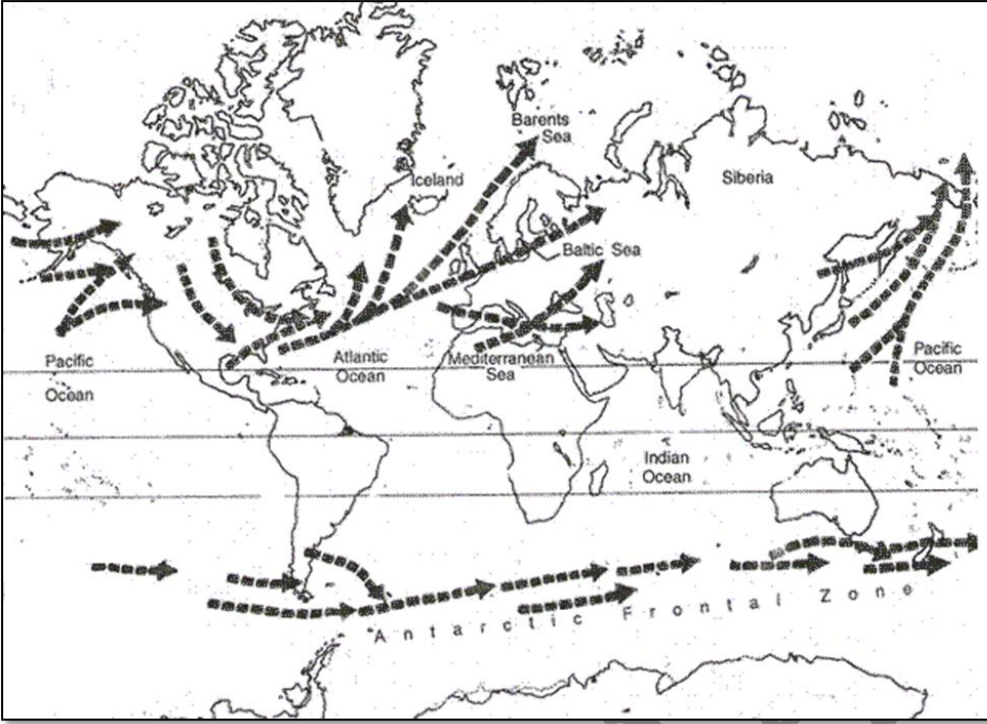 Barents
Sea
Iceland
Siberia
Baltic Sea
Pacific
Ocean
Atlantic
Ocean
Mediterranean
Sea
Pacific
Ocean
Indian
Ocean
Antarctic Frontal Zone